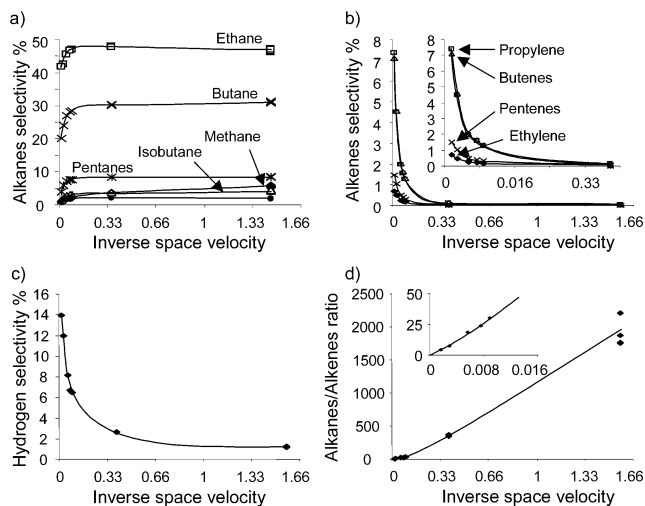 a)
Alkanes selectivity %
50
40
30
20
10
0
Ethane
Butane
Methane
Isobutane
Pentanes
0 0.33 0.66 1 1.33 1.66
Inverse space velocity
b)
Alkenes selectivity %
8
7
6
5
4
3
2
1
0
8
7
6
5
4
3
2
1
0
Propylene
Butenes
Pentenes
Ethylene
0 0.016 0.33
0 0.33 0.66 1 1.33 1.66
Inverse space velocity
c)
Hydrogen selectivity %
16
14
12
10
8
6
4
2
0
0 0.33 0.66 1 1.33 1.66
Inverse space velocity
d)
Alkanes/Alkenes ratio
2500
2000
1500
1000
500
0
50
25
0
0 0.008 0.016
0 0.33 0.66 1 1.33 1.66
Inverse space velocity